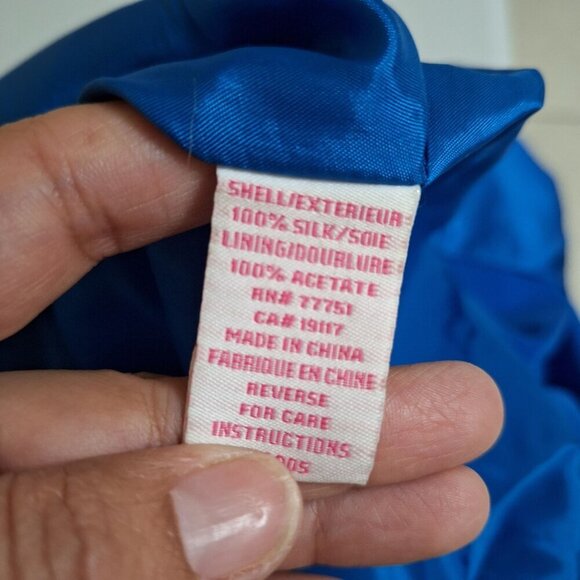 SHELL/EXTERIEUR
100% SILK/SOIE
LINING/DOUBLURE
100% ACETATE
RN# 77751
CA# 19117
MADE IN CHINA
FABRIQUE EN CHINE
REVERSE
FOR CARE
INSTRUCTIONS